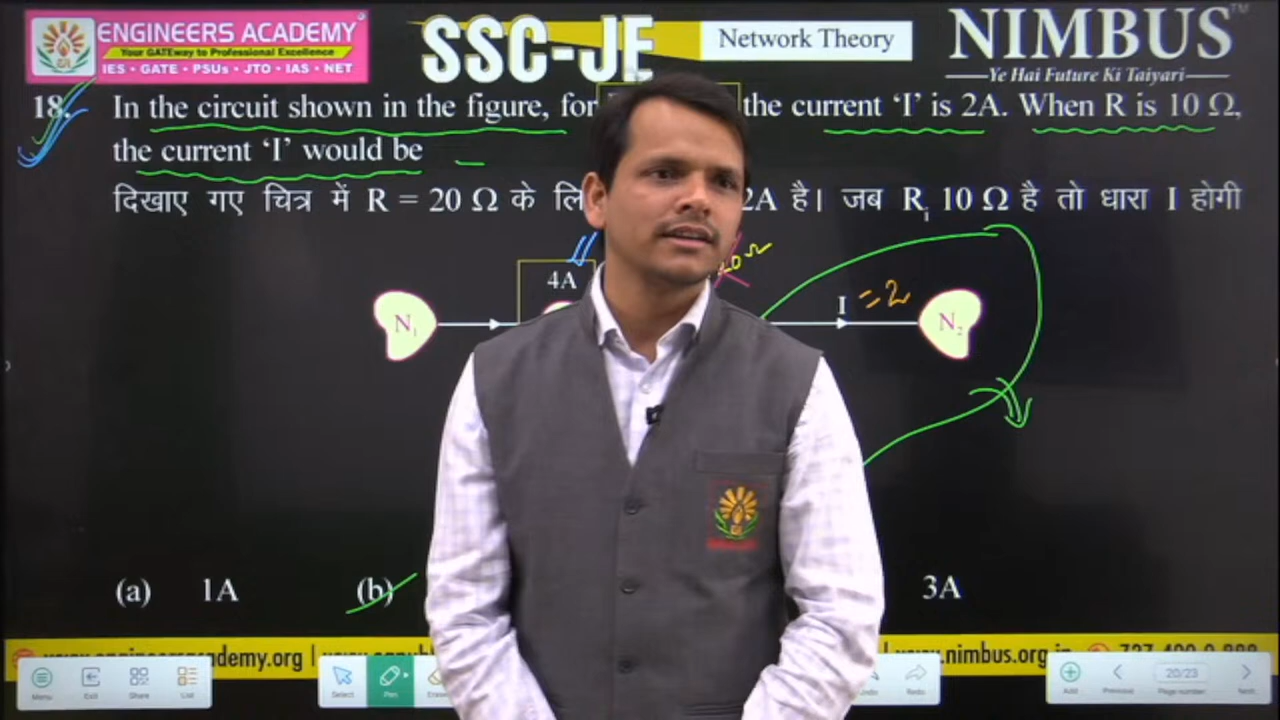 ENGINEERS ACADEMY
Your GATEway to Professional Excellence
IES • GATE • PSUs • JTO • IAS • NET
SSC-JE
Network Theory
NIMBUS™
Ye Hai Future Ki Taiyari
18. In the circuit shown in the figure, for the current ‘I’ is 2A. When R is 10 Ω,
the current ‘I’ would be
दिखाए गए चित्र में R = 20 Ω के 2A है। जब R, 10 Ω है तो धारा I होगी
4A
N₁
I = 2
N₂
(a) 1A (b) 3A
www.nimbus.org.in
Menu Exit Share List Select Pen Redo Add Previous 20/23 Page number